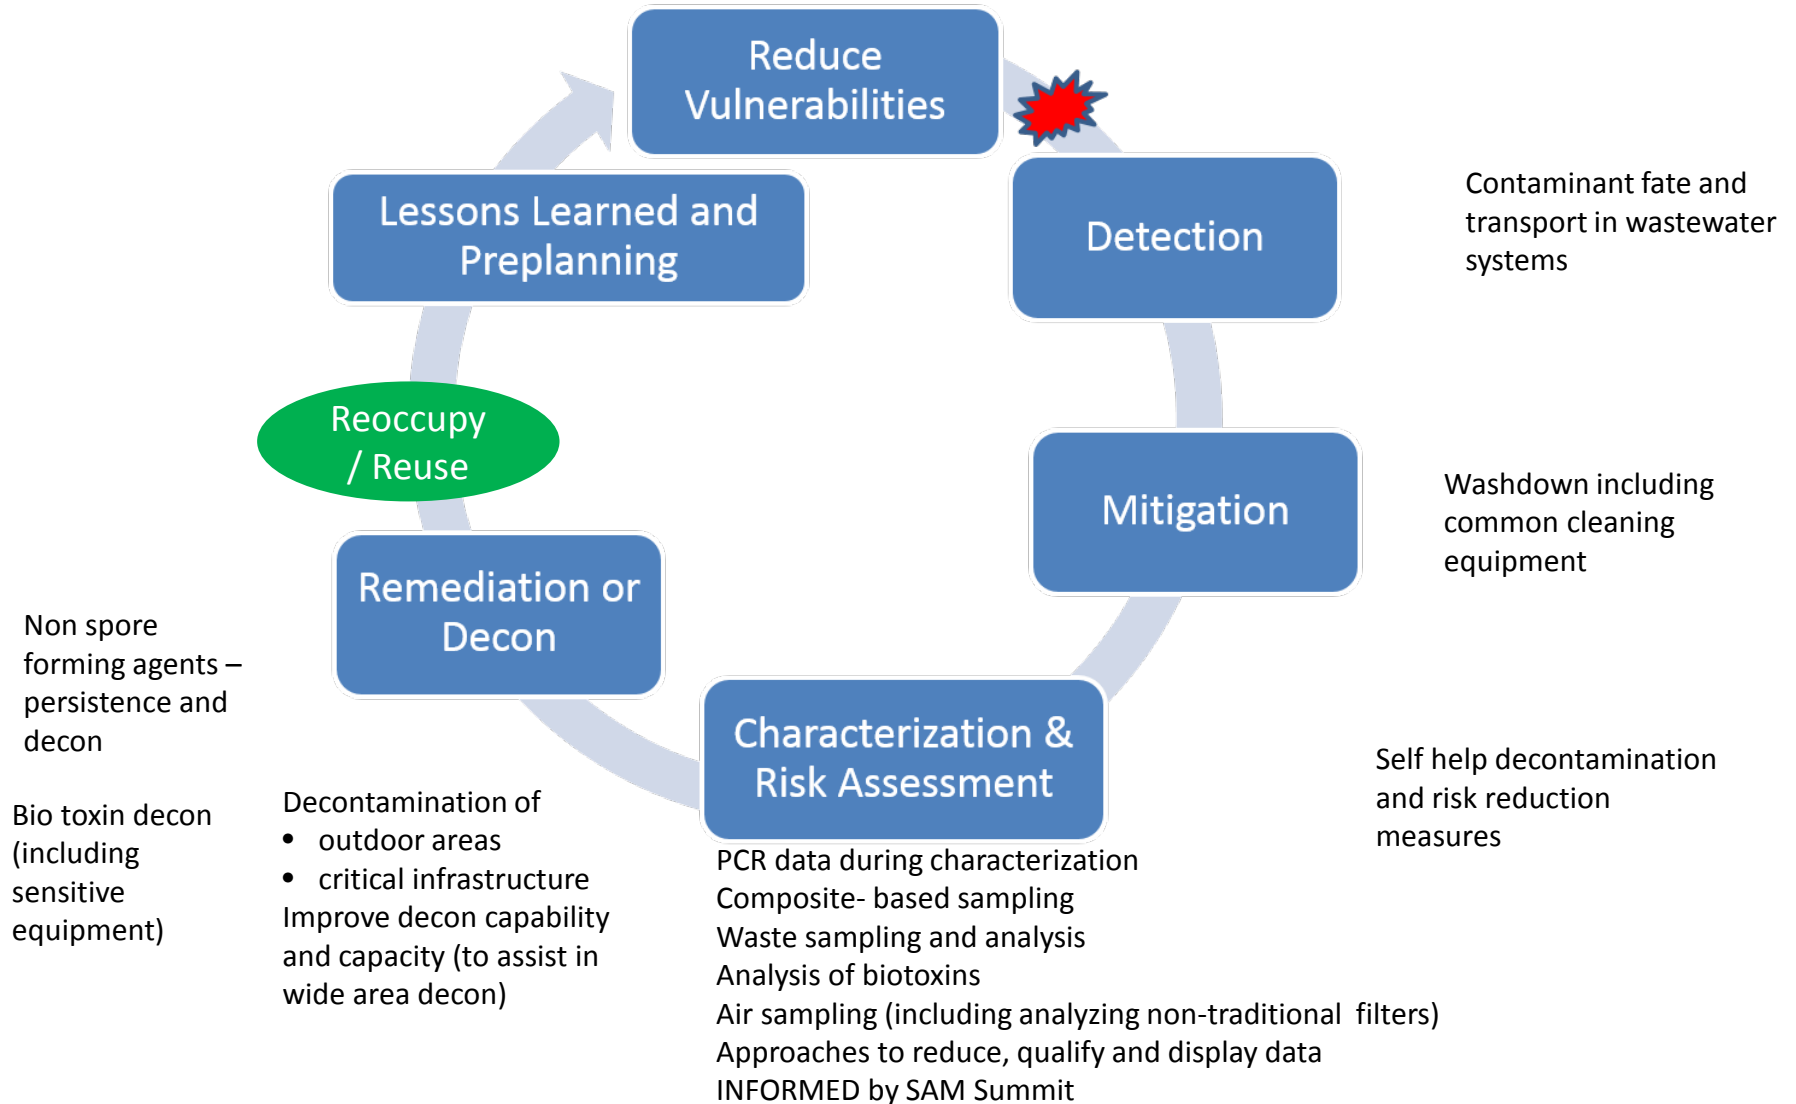 Reduce
Vulnerabilities
Lessons Learned and
Preplanning
Detection
Contaminant fate and
transport in wastewater
systems
Reoccupy
/ Reuse
Mitigation
Washdown including
common cleaning
equipment
Remediation or
Decon
Non spore
forming agents –
persistence and
decon
Characterization &
Risk Assessment
Self help decontamination
and risk reduction
measures
Bio toxin decon
(including
sensitive
equipment)
Decontamination of
• outdoor areas
• critical infrastructure
Improve decon capability
and capacity (to assist in
wide area decon)
PCR data during characterization
Composite- based sampling
Waste sampling and analysis
Analysis of biotoxins
Air sampling (including analyzing non-traditional filters)
Approaches to reduce, qualify and display data
INFORMED by SAM Summit